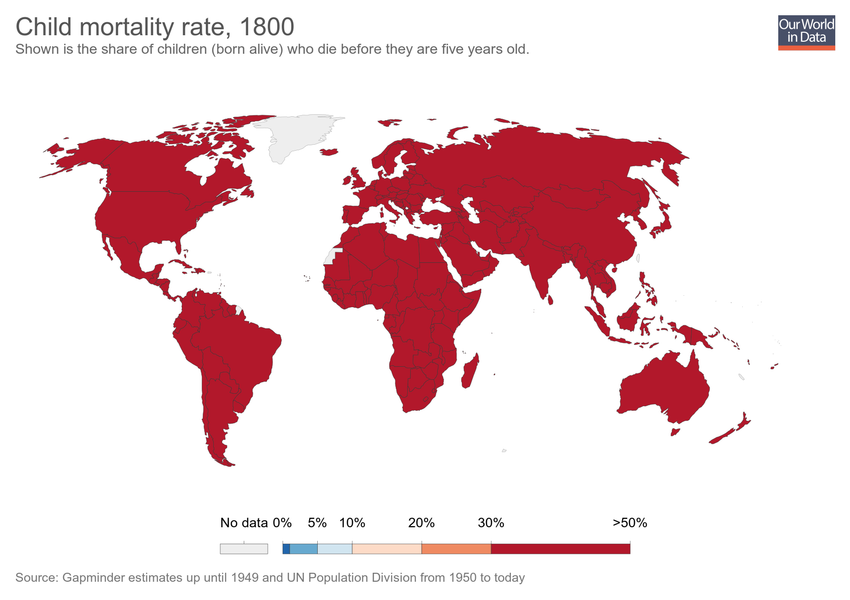 Child mortality rate, 1800
Our World
in Data
Shown is the share of children (born alive) who die before they are five years old.
No data 0% 5% 10% 20% 30% >50%
Source: Gapminder estimates up until 1949 and UN Population Division from 1950 to today